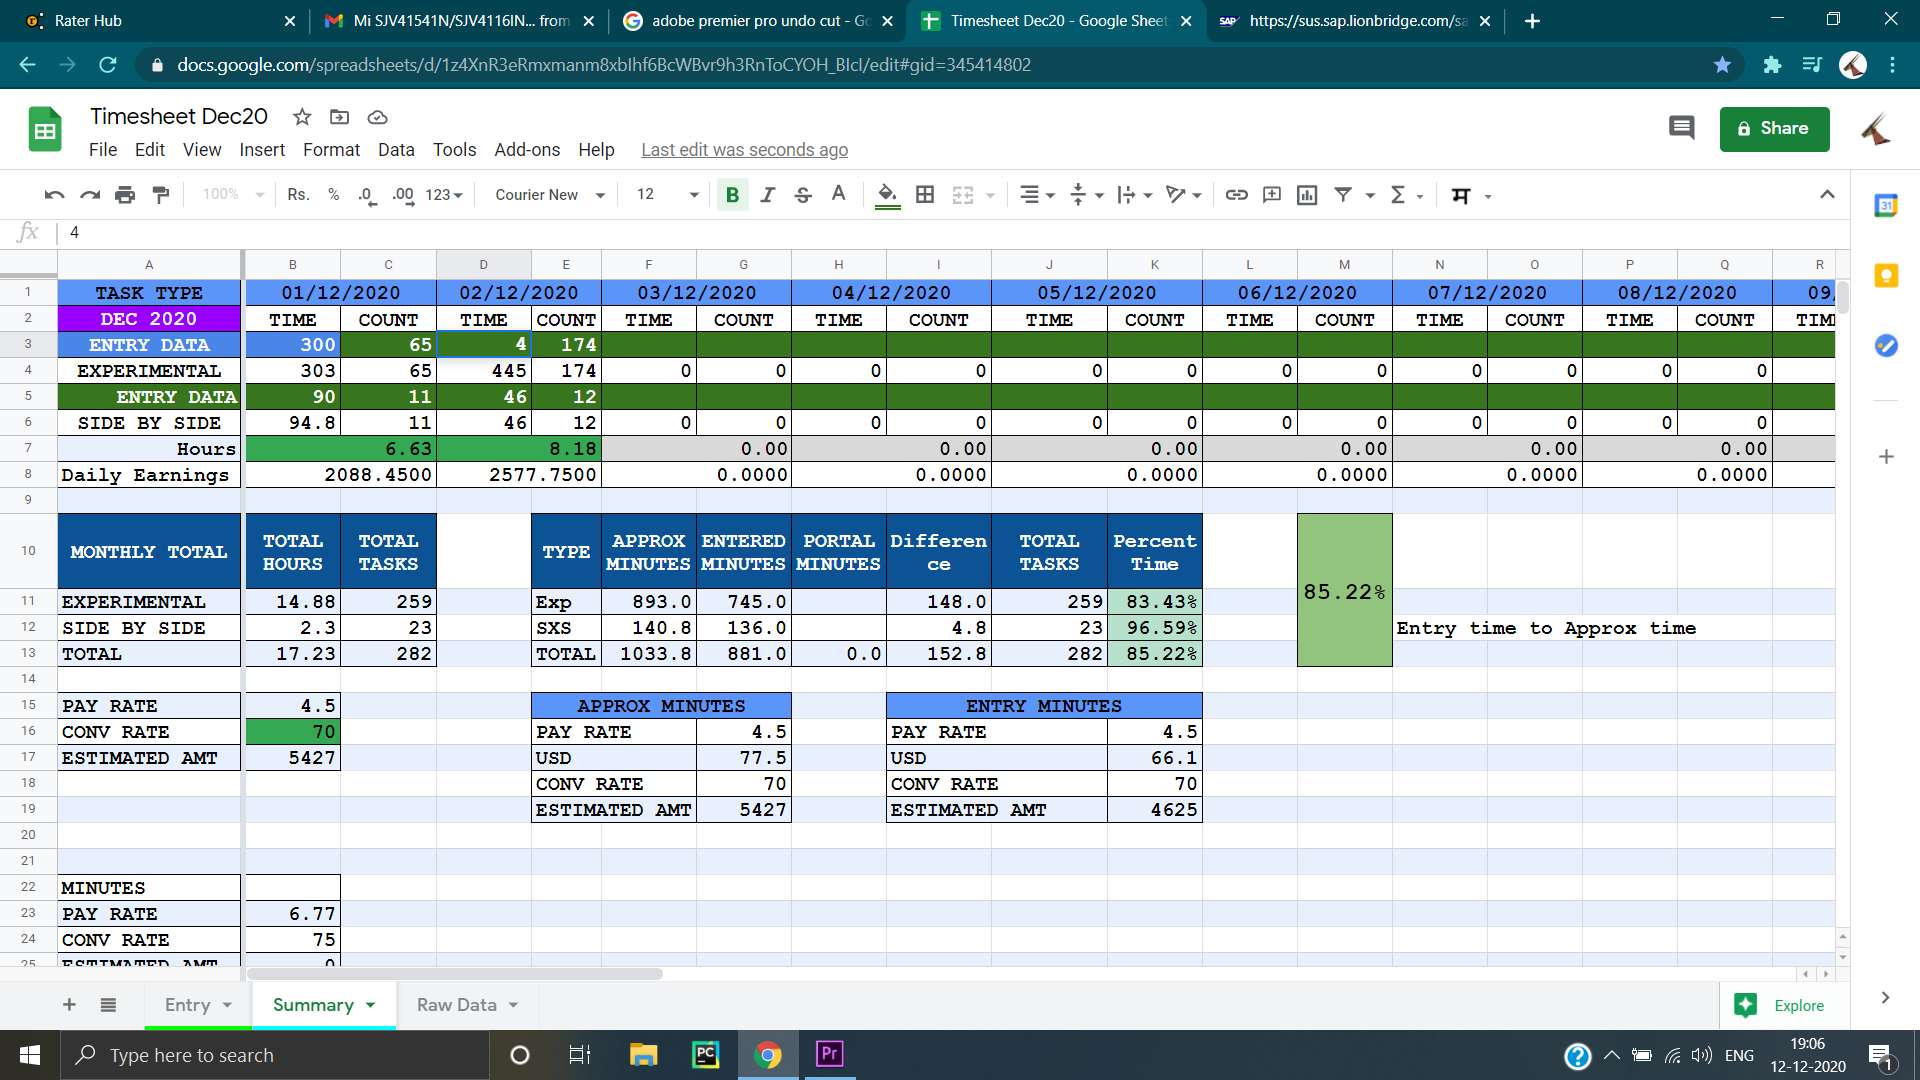 Rater Hub
Mi SJV41541N/SJV4116IN... from
adobe premier pro undo cut - Go
Timesheet Dec20 - Google Sheet
SAP https://sus.sap.lionbridge.com/sa
docs.google.com/spreadsheets/d/1z4XnR3eRmxmanm8xbIhf6BcWBvr9h3RnToCYOH_BIcI/edit#gid=345414802
Timesheet Dec20
Share
File Edit View Insert Format Data Tools Add-ons Help Last edit was seconds ago
100% Rs. % .0 .00 123 Courier New 12 B I S A Σ म
31
fx 4
A B C D E F G H I J K L M N O P Q R
1 TASK TYPE 01/12/2020 02/12/2020 03/12/2020 04/12/2020 05/12/2020 06/12/2020 07/12/2020 08/12/2020 09/
2 DEC 2020 TIME COUNT TIME COUNT TIME COUNT TIME COUNT TIME COUNT TIME COUNT TIME COUNT TIME COUNT TIM
3 ENTRY DATA 300 65 4 174
4 EXPERIMENTAL 303 65 445 174 0 0 0 0 0 0 0 0 0 0 0 0
5 ENTRY DATA 90 11 46 12
6 SIDE BY SIDE 94.8 11 46 12 0 0 0 0 0 0 0 0 0 0 0 0
7 Hours 6.63 8.18 0.00 0.00 0.00 0.00 0.00 0.00
8 Daily Earnings 2088.4500 2577.7500 0.0000 0.0000 0.0000 0.0000 0.0000 0.0000
9
TOTAL TOTAL APPROX ENTERED PORTAL Differen TOTAL Percent
10 MONTHLY TOTAL HOURS TASKS TYPE MINUTES MINUTES MINUTES ce TASKS Time
85.22%
11 EXPERIMENTAL 14.88 259 Exp 893.0 745.0 148.0 259 83.43%
12 SIDE BY SIDE 2.3 23 SXS 140.8 136.0 4.8 23 96.59% Entry time to Approx time
13 TOTAL 17.23 282 TOTAL 1033.8 881.0 0.0 152.8 282 85.22%
14
15 PAY RATE 4.5 APPROX MINUTES ENTRY MINUTES
16 CONV RATE 70 PAY RATE 4.5 PAY RATE 4.5
17 ESTIMATED AMT 5427 USD 77.5 USD 66.1
18 CONV RATE 70 CONV RATE 70
19 ESTIMATED AMT 5427 ESTIMATED AMT 4625
20
21
22 MINUTES
23 PAY RATE 6.77
24 CONV RATE 75
25 ESTIMATED AMT 0
Entry Summary Raw Data Explore
Type here to search
PC
Pr
ENG
19:06
12-12-2020
1